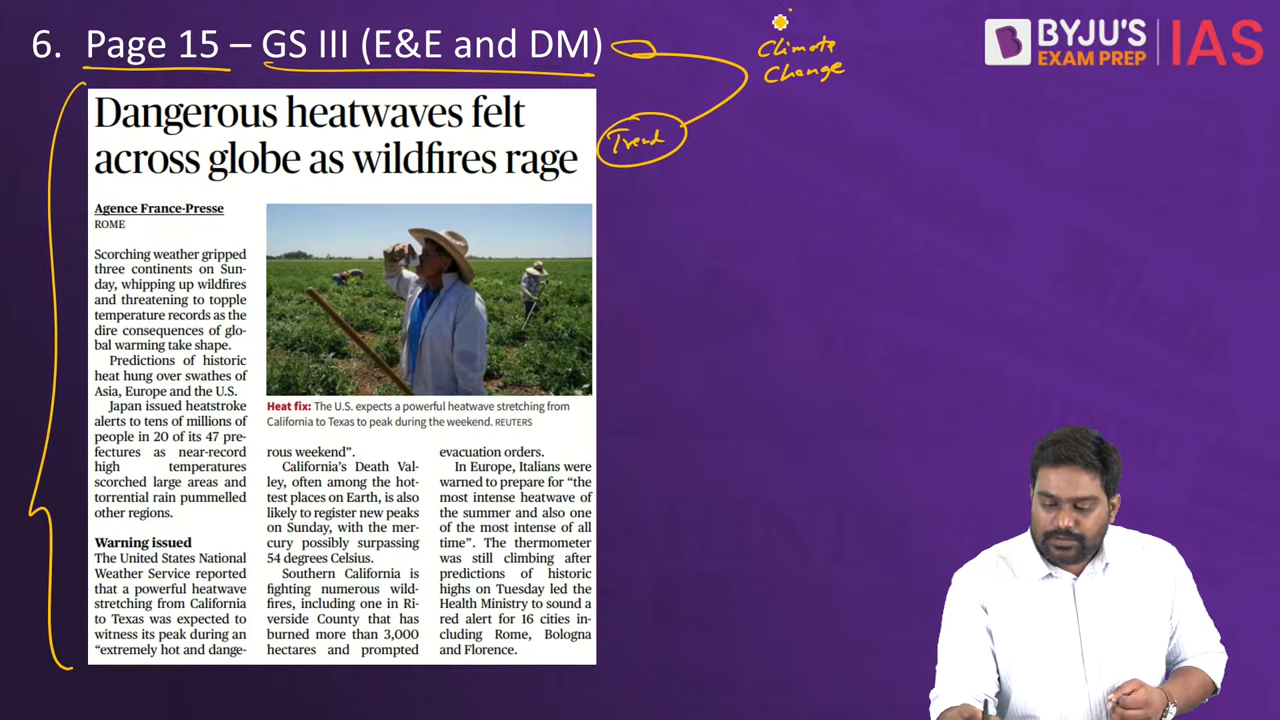 6. Page 15 – GS III (E&E and DM)
Climate
Change
BYJU'S
EXAM PREP
IAS
Trend
Dangerous heatwaves felt
across globe as wildfires rage
Agence France-Presse
ROME
Scorching weather gripped
three continents on Sun-
day, whipping up wildfires
and threatening to topple
temperature records as the
dire consequences of glo-
bal warming take shape.
Predictions of historic
heat hung over swathes of
Asia, Europe and the U.S.
Japan issued heatstroke
alerts to tens of millions of
people in 20 of its 47 pre-
fectures as near-record
high temperatures
scorched large areas and
torrential rain pummelled
other regions.
Warning issued
The United States National
Weather Service reported
that a powerful heatwave
stretching from California
to Texas was expected to
witness its peak during an
“extremely hot and dange-
Heat fix: The U.S. expects a powerful heatwave stretching from
California to Texas to peak during the weekend. REUTERS
rous weekend”.
California’s Death Val-
ley, often among the hot-
test places on Earth, is also
likely to register new peaks
on Sunday, with the mer-
cury possibly surpassing
54 degrees Celsius.
Southern California is
fighting numerous wild-
fires, including one in Ri-
verside County that has
burned more than 3,000
hectares and prompted
evacuation orders.
In Europe, Italians were
warned to prepare for “the
most intense heatwave of
the summer and also one
of the most intense of all
time”. The thermometer
was still climbing after
predictions of historic
highs on Tuesday led the
Health Ministry to sound a
red alert for 16 cities in-
cluding Rome, Bologna
and Florence.